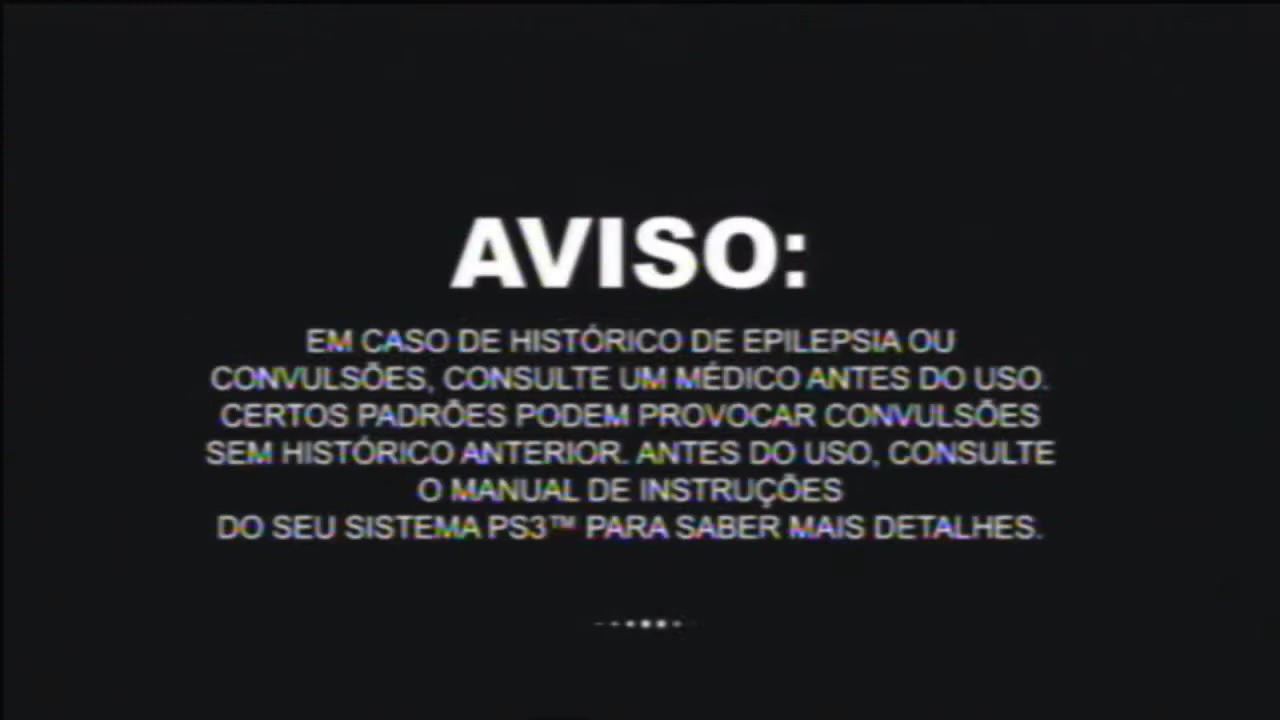 AVISO:
EM CASO DE HISTÓRICO DE EPILEPSIA OU
CONVULSÕES, CONSULTE UM MÉDICO ANTES DO USO.
CERTOS PADRÕES PODEM PROVOCAR CONVULSÕES
SEM HISTÓRICO ANTERIOR. ANTES DO USO, CONSULTE
O MANUAL DE INSTRUÇÕES
DO SEU SISTEMA PS3™ PARA SABER MAIS DETALHES.